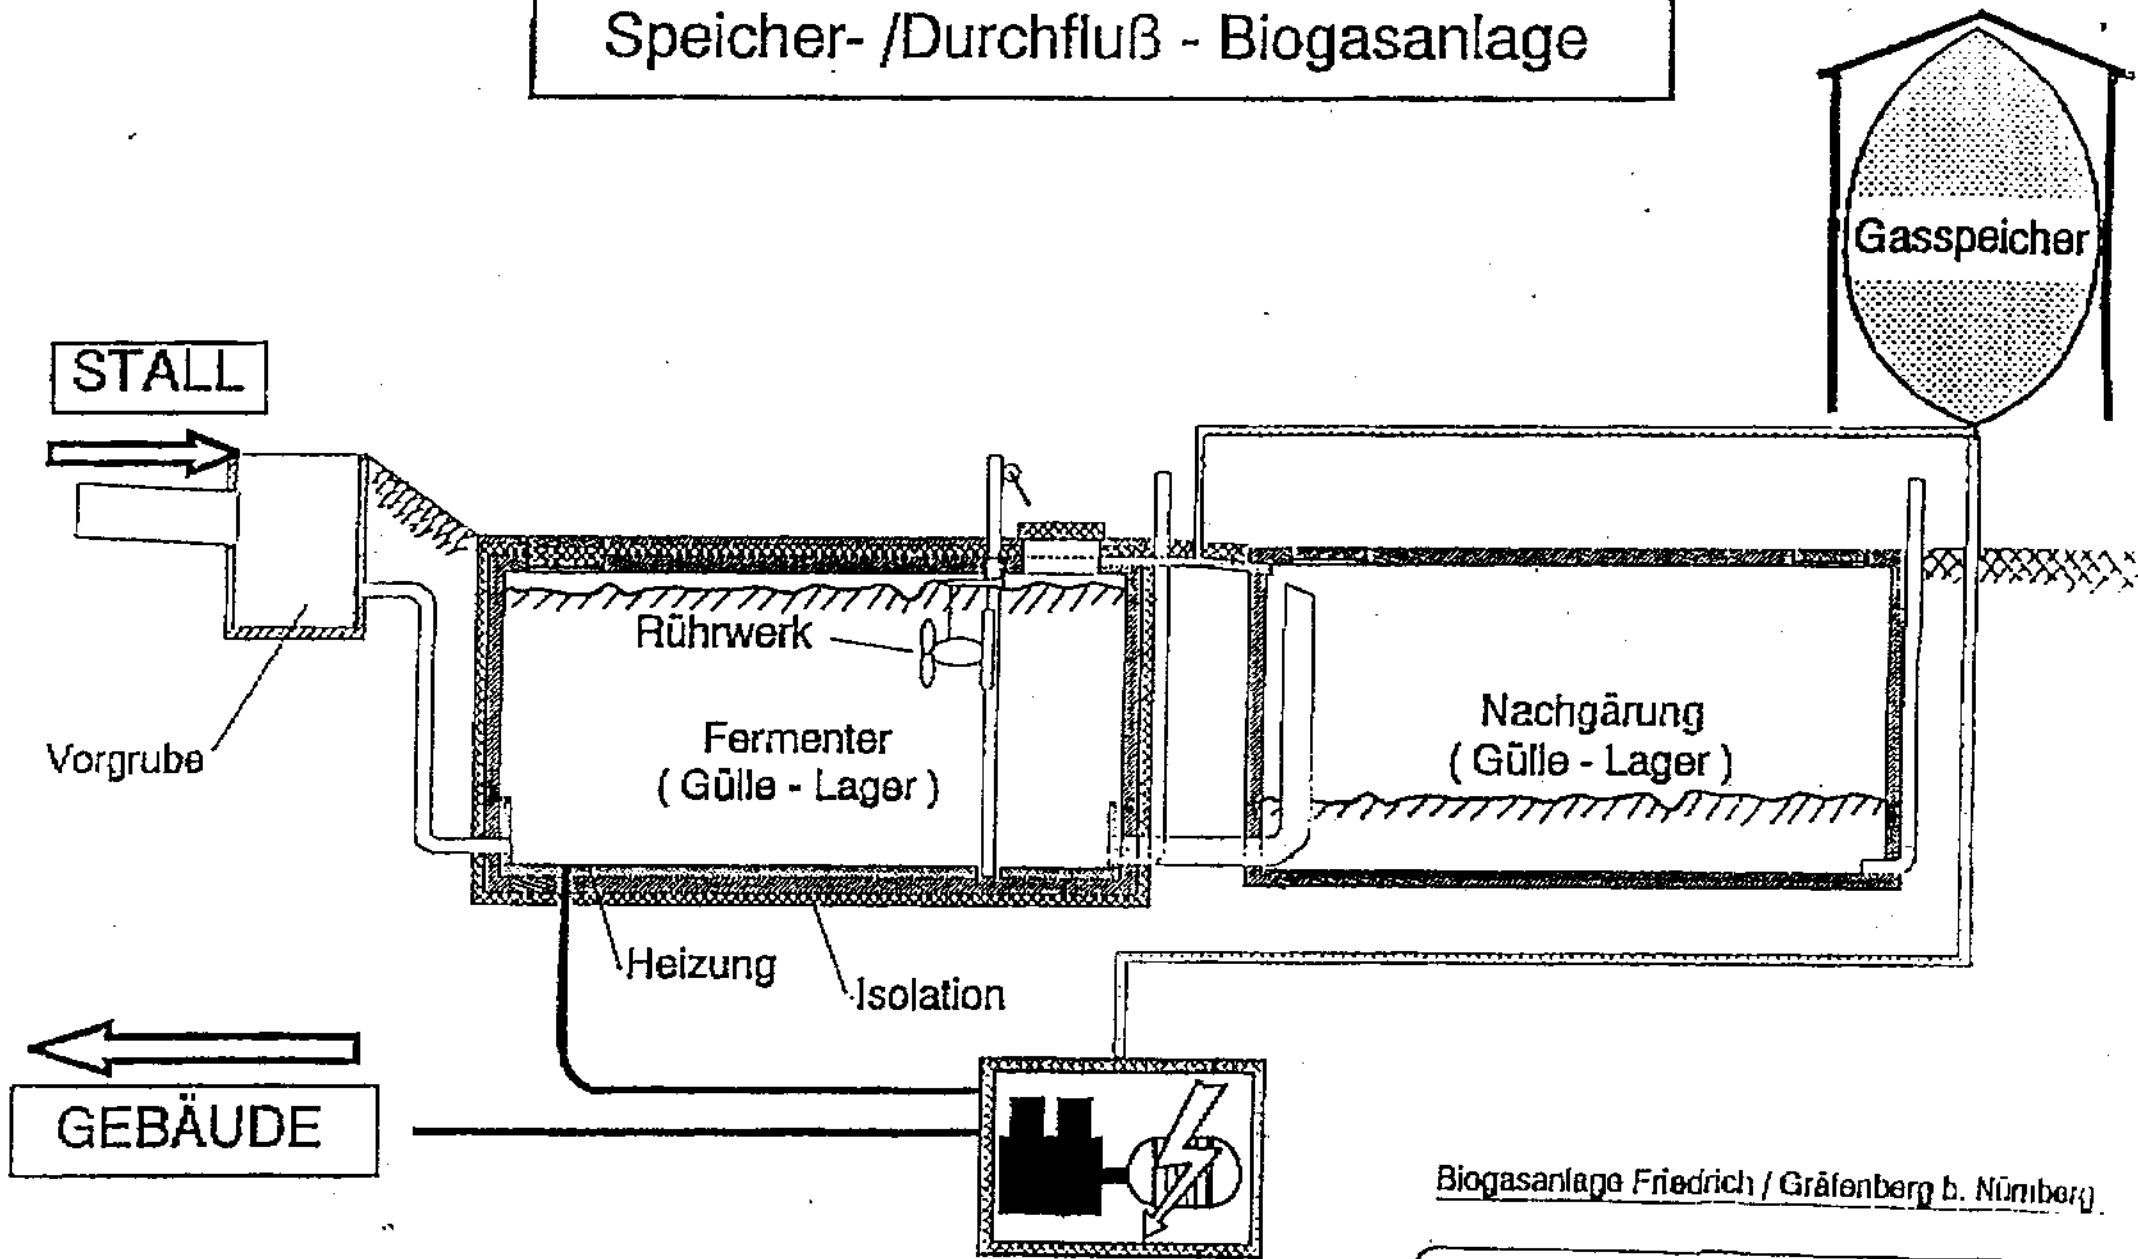 Speicher- /Durchfluß - Biogasanlage
Gasspeicher
STALL
Rührwerk
Vorgrube
Fermenter
( Gülle - Lager )
Nachgärung
( Gülle - Lager )
Heizung
Isolation
GEBÄUDE
Biogasanlage Friedrich / Gräfenberg b. Nürnberg